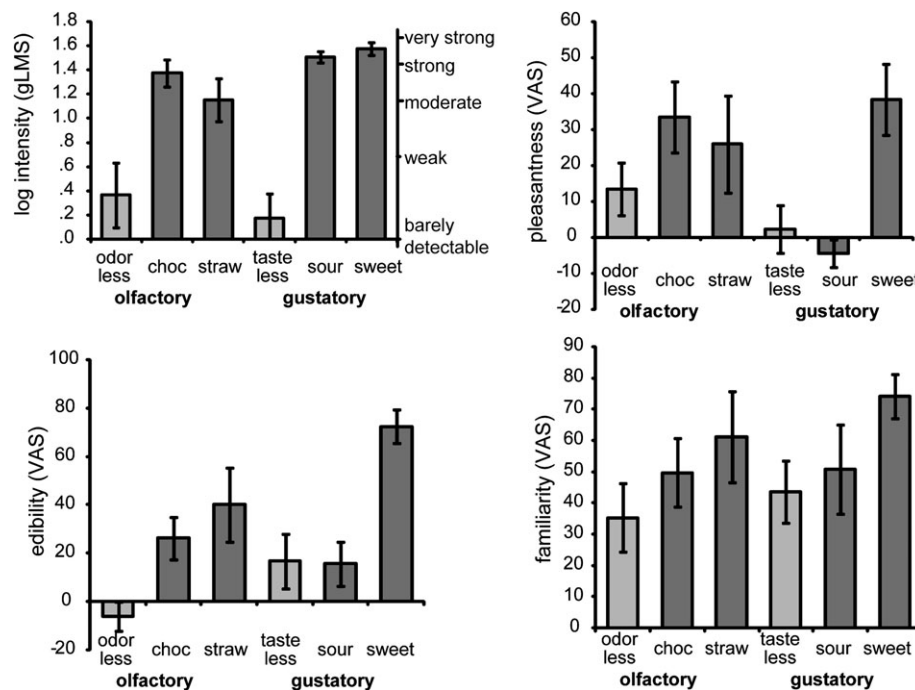 log intensity (gLMS)
1.8
1.6
1.4
1.2
1.0
.8
.6
.4
.2
.0
very strong
strong
moderate
weak
barely
detectable
odor
less
choc
straw
taste
less
sour
sweet
olfactory
gustatory
pleasantness (VAS)
60
50
40
30
20
10
0
-10
-20
odor
less
choc
straw
taste
less
sour
sweet
olfactory
gustatory
edibility (VAS)
100
80
60
40
20
0
-20
odor
less
choc
straw
taste
less
sour
sweet
olfactory
gustatory
familiarity (VAS)
90
80
70
60
50
40
30
20
10
0
odor
less
choc
straw
taste
less
sour
sweet
olfactory
gustatory